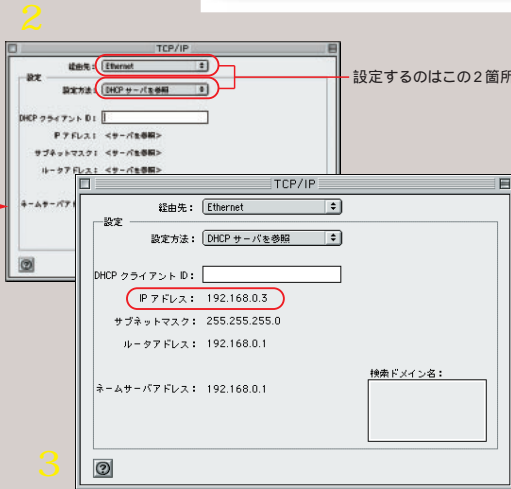 2
TCP/IP
経由先： Ethernet
設定
設定方法： DHCP サーバを参照
設定するのはこの2箇所
DHCP クライアント ID：
IP アドレス： <サーバを参照>
サブネットマスク： <サーバを参照>
ルータアドレス： <サーバを参照>
ネームサーバア
TCP/IP
経由先： Ethernet
設定
設定方法： DHCP サーバを参照
DHCP クライアント ID：
IP アドレス： 192.168.0.3
サブネットマスク： 255.255.255.0
ルータアドレス： 192.168.0.1
ネームサーバアドレス： 192.168.0.1
検索ドメイン名：
3